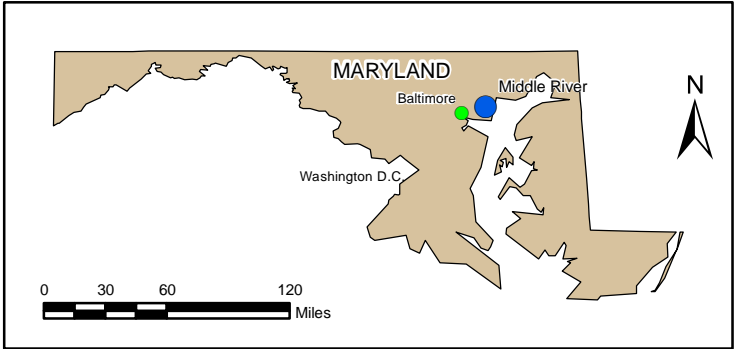 MARYLAND
Middle River
Baltimore
N
Washington D.C.
0 30 60 120
Miles